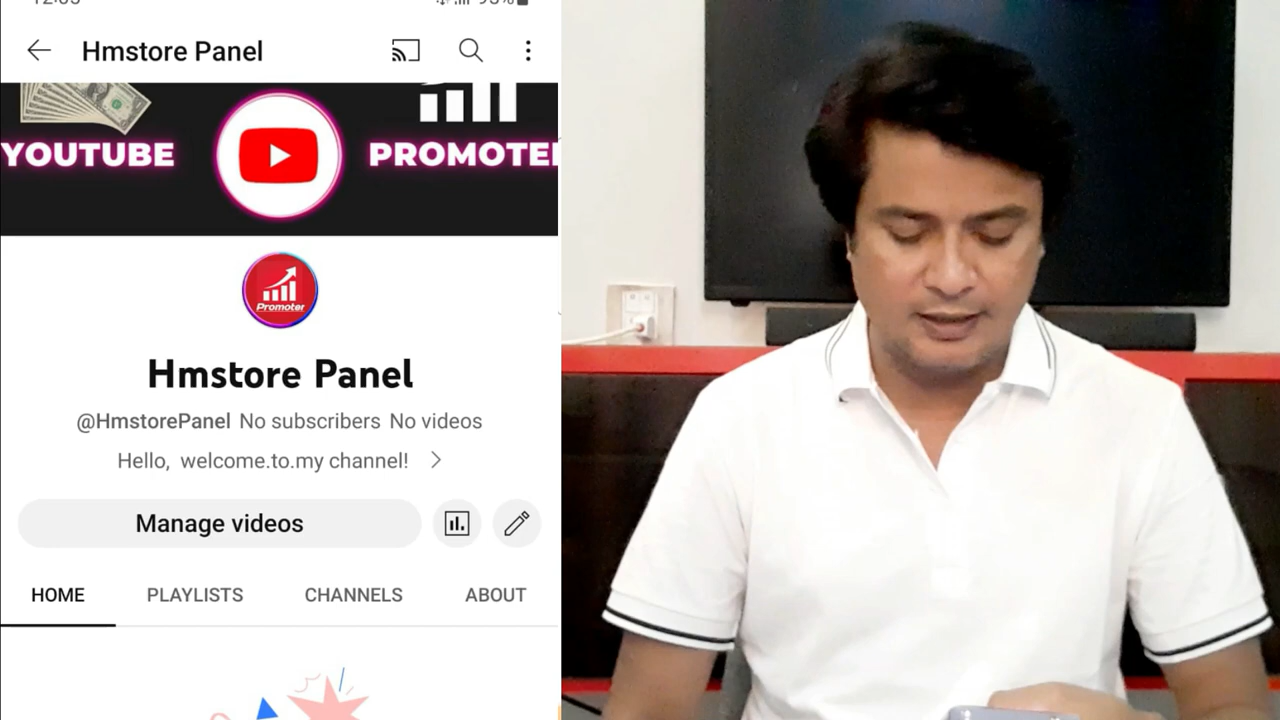 Hmstore Panel
YOUTUBE
PROMOTE
Promoter
Hmstore Panel
@HmstorePanel No subscribers No videos
Hello, welcome.to.my channel!
Manage videos
HOME PLAYLISTS CHANNELS ABOUT